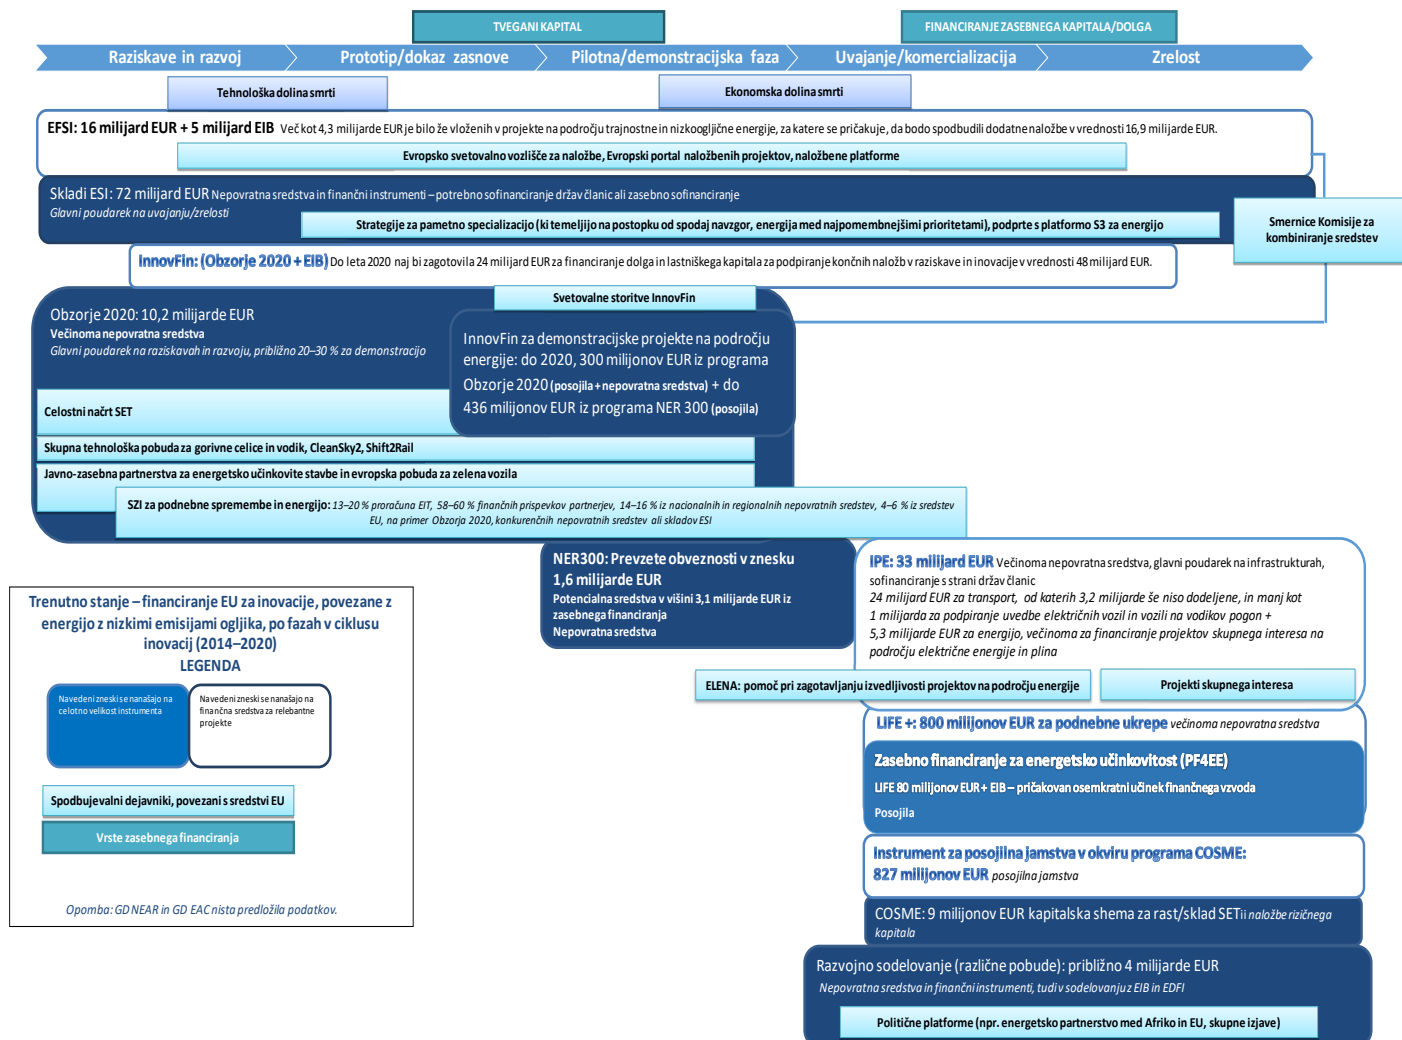 TVEGANI KAPITAL
FINANCIRANJE ZASEBNEGA KAPITALA/DOLGA
Raziskave in razvoj
Prototip/dokaz zasnove
Pilotna/demonstracijska faza
Uvajanje/komercializacija
Zrelost
Tehnološka dolina smrti
Ekonomska dolina smrti
EFSI: 16 milijard EUR + 5 milijard EIB Več kot 4,3 milijarde EUR je bilo že vloženih v projekte na področju trajnostne in nizkoogljične energije, za katere se pričakuje, da bodo spodbudili dodatne naložbe v vrednosti 16,9 milijarde EUR.
Evropsko svetovalno vozlišče za naložbe, Evropski portal naložbenih projektov, naložbene platforme
Skladi ESI: 72 milijard EUR Nepovratna sredstva in finančni instrumenti – potrebno sofinanciranje držav članic ali zasebno sofinanciranje
Glavni poudarek na uvajanju/zrelosti
Strategije za pametno specializacijo (ki temeljijo na postopku od spodaj navzgor, energija med najpomembnejšimi prioritetami), podprte s platformo S3 za energijo
Smernice Komisije za
kombiniranje sredstev
InnovFin: (Obzorje 2020 + EIB) Do leta 2020 naj bi zagotovila 24 milijard EUR za financiranje dolga in lastniškega kapitala za podpiranje končnih naložb v raziskave in inovacije v vrednosti 48 milijard EUR.
Svetovalne storitve InnovFin
Obzorje 2020: 10,2 milijarde EUR
Večinoma nepovratna sredstva
Glavni poudarek na raziskavah in razvoju, približno 20–30 % za demonstracijo
InnovFin za demonstracijske projekte na področju
energije: do 2020, 300 milijonov EUR iz programa
Obzorje 2020 (posojila + nepovratna sredstva) + do
436 milijonov EUR iz programa NER 300 (posojila)
Celostni načrt SET
Skupna tehnološka pobuda za gorivne celice in vodik, CleanSky2, Shift2Rail
Javno-zasebna partnerstva za energetsko učinkovite stavbe in evropska pobuda za zelena vozila
SZI za podnebne spremembe in energijo: 13–20 % proračuna EIT, 58–60 % finančnih prispevkov partnerjev, 14–16 % iz nacionalnih in regionalnih nepovratnih sredstev, 4–6 % iz sredstev
EU, na primer Obzorja 2020, konkurenčnih nepovratnih sredstev ali skladov ESI
NER300: Prevzete obveznosti v znesku
1,6 milijarde EUR
Potencialna sredstva v višini 3,1 milijarde EUR iz
zasebnega financiranja
Nepovratna sredstva
IPE: 33 milijard EUR Večinoma nepovratna sredstva, glavni poudarek na infrastrukturah,
sofinanciranje s strani držav članic
24 milijard EUR za transport, od katerih 3,2 milijarde še niso dodeljene, in manj kot
1 milijarda za podpiranje uvedbe električnih vozil in vozili na vodikov pogon +
5,3 milijarde EUR za energijo, večinoma za financiranje projektov skupnega interesa na
področju električne energije in plina
ELENA: pomoč pri zagotavljanju izvedljivosti projektov na področju energije
Projekti skupnega interesa
LIFE +: 800 milijonov EUR za podnebne ukrepe večinoma nepovratna sredstva
Zasebno financiranje za energetsko učinkovitost (PF4EE)
LIFE 80 milijonov EUR + EIB – pričakovan osemkratni učinek finančnega vzvoda
Posojila
Instrument za posojilna jamstva v okviru programa COSME:
827 milijonov EUR posojilna jamstva
COSME: 9 milijonov EUR kapitalska shema za rast/sklad SETii naložbe rizičnega
kapitala
Razvojno sodelovanje (različne pobude): približno 4 milijarde EUR
Nepovratna sredstva in finančni instrumenti, tudi v sodelovanju z EIB in EDFI
Politične platforme (npr. energetsko partnerstvo med Afriko in EU, skupne izjave)
Trenutno stanje – financiranje EU za inovacije, povezane z
energijo z nizkimi emisijami ogljika, po fazah v ciklusu
inovacij (2014–2020)
LEGENDA
Navedeni zneski se nanašajo na
celotno velikost instrumenta
Navedeni zneski se nanašajo na
finančna sredstva za relebantne
projekte
Spodbujevalni dejavniki, povezani s sredstvi EU
Vrste zasebnega financiranja
Opomba: GD NEAR in GD EAC nista predložila podatkov.